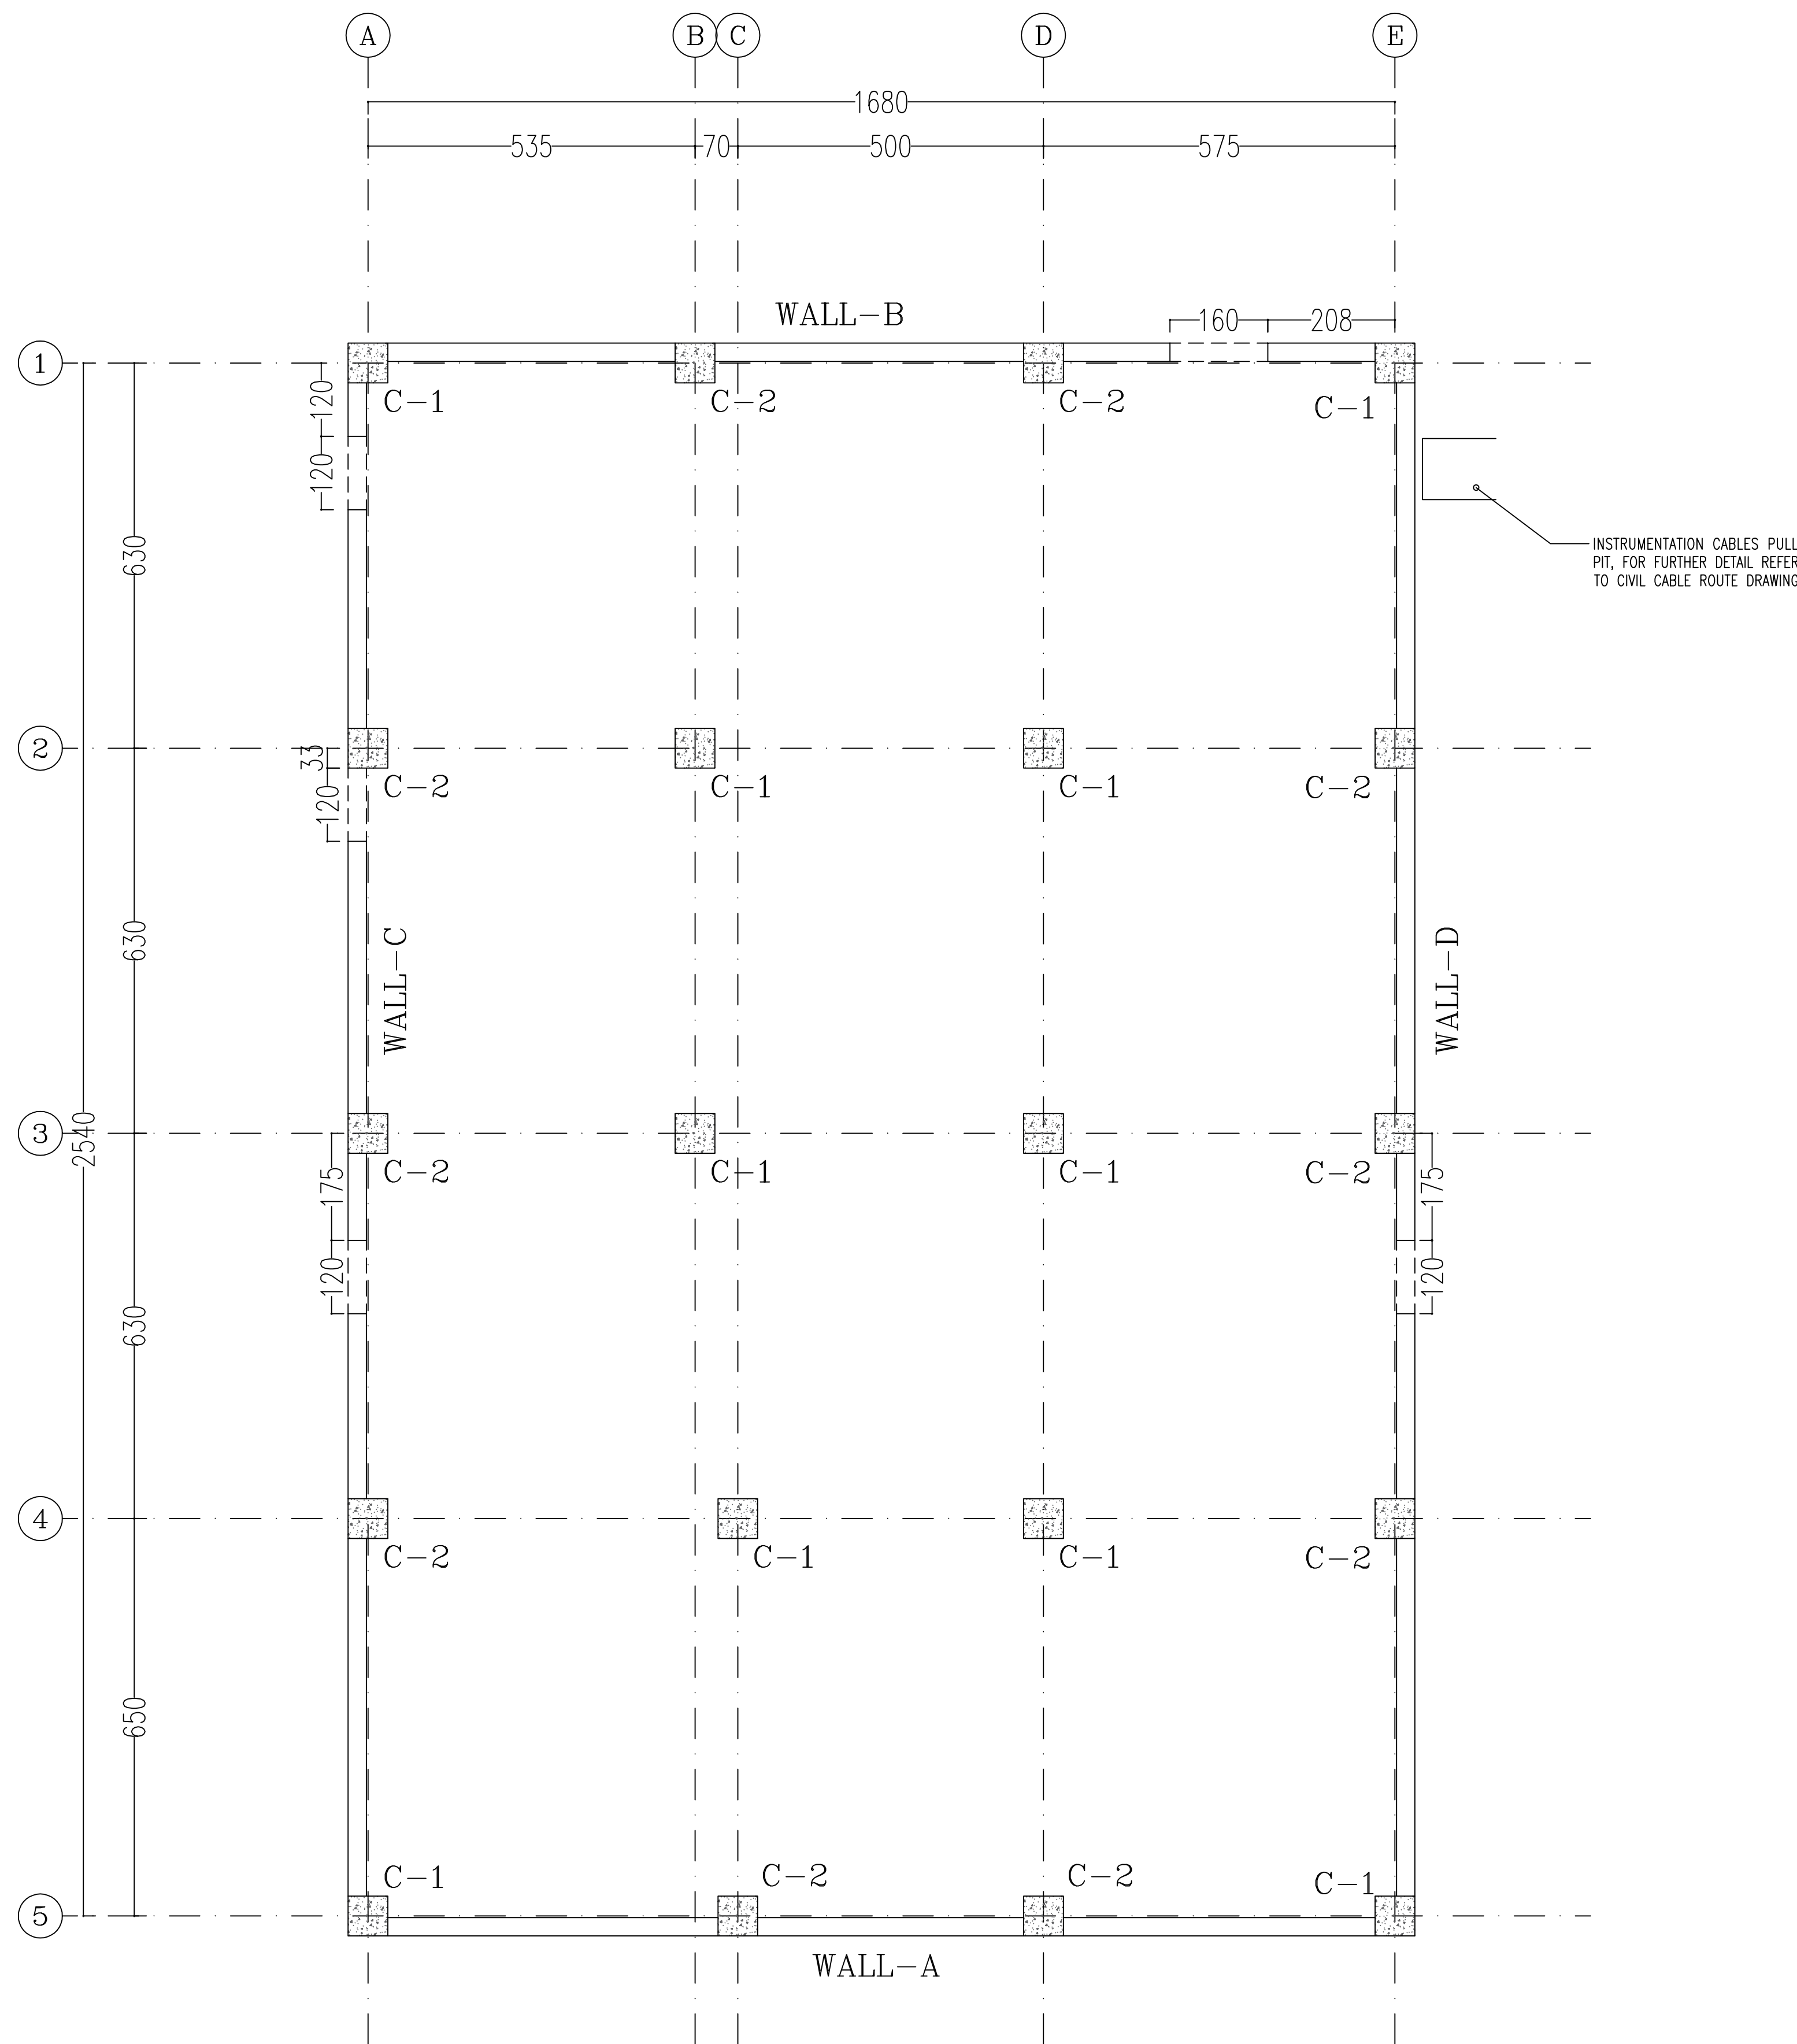 A B C D E
1680
535 70 500 575
WALL-B 160 208
1
120
C-1 C-2 C-2 C-1
120
630
INSTRUMENTATION CABLES PULL
PIT, FOR FURTHER DETAIL REFER
TO CIVIL CABLE ROUTE DRAWING
2
33
C-2 C-1 C-1 C-2
120
630
WALL-C WALL-D
3
2540
C-2 C-1 C-1 C-2
175 175
120 120
630
4
C-2 C-1 C-1 C-2
650
C-1 C-2 C-2 C-1
5
WALL-A